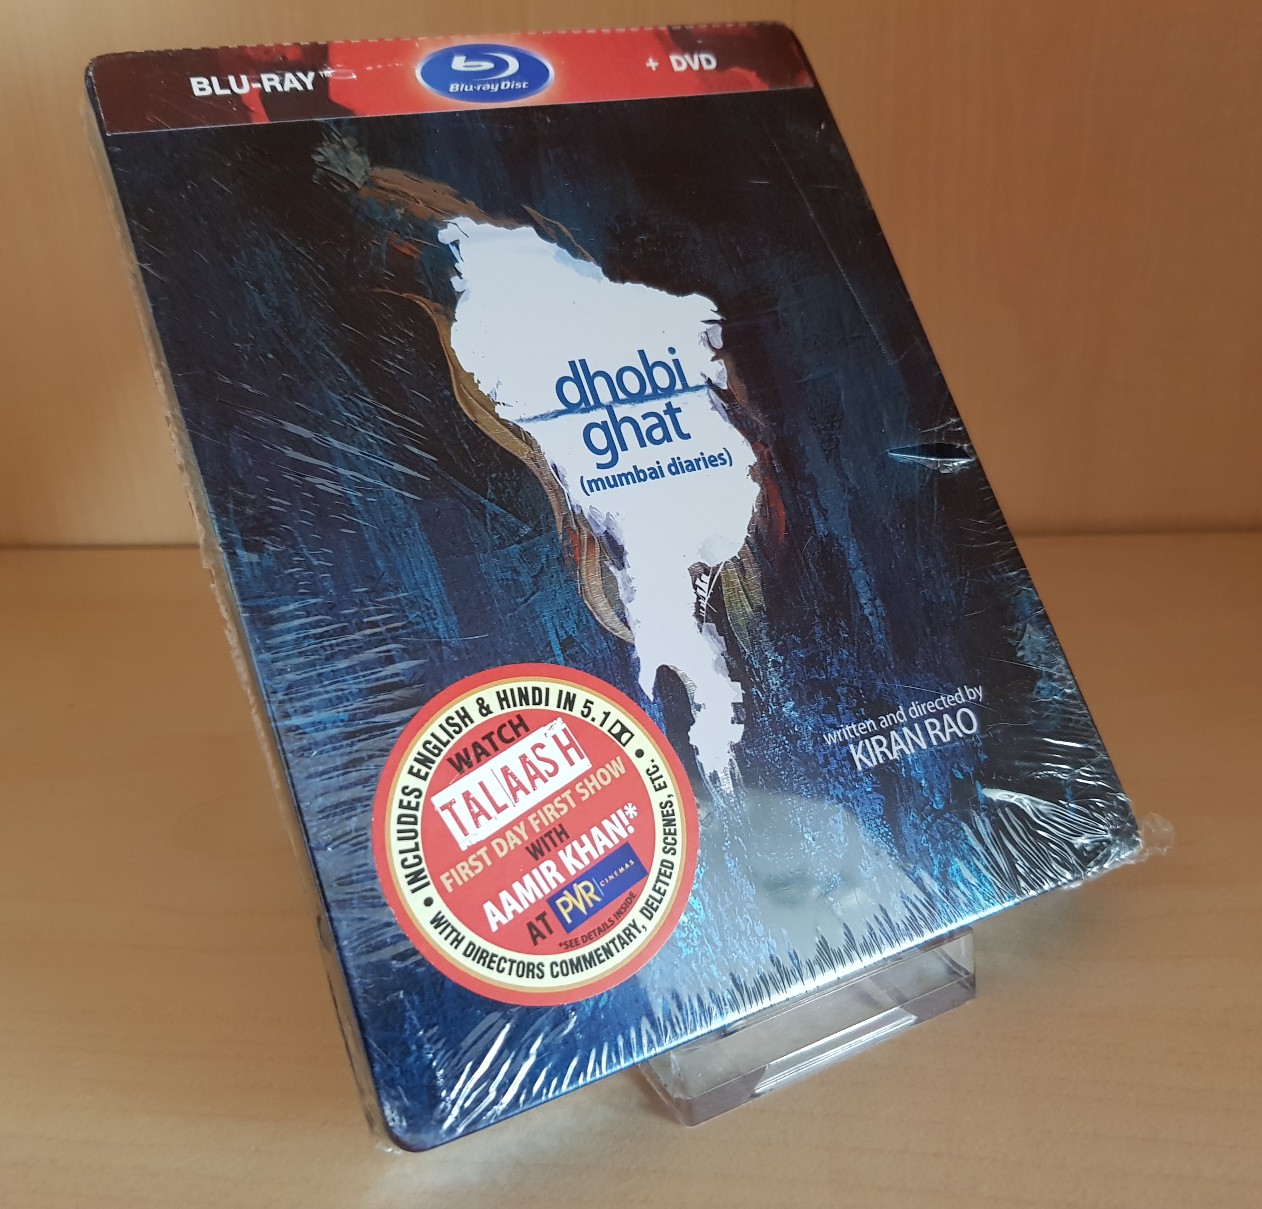 BLU-RAY™
Blu-ray Disc
+ DVD
dhobi
ghat
(mumbai diaries)
written and directed by
KIRAN RAO
• INCLUDES ENGLISH & HINDI IN 5.1 •
WATCH
TALAASH
FIRST DAY FIRST SHOW
WITH
AAMIR KHAN!*
AT PVR CINEMAS
*SEE DETAILS INSIDE
WITH DIRECTORS COMMENTARY, DELETED SCENES, ETC.